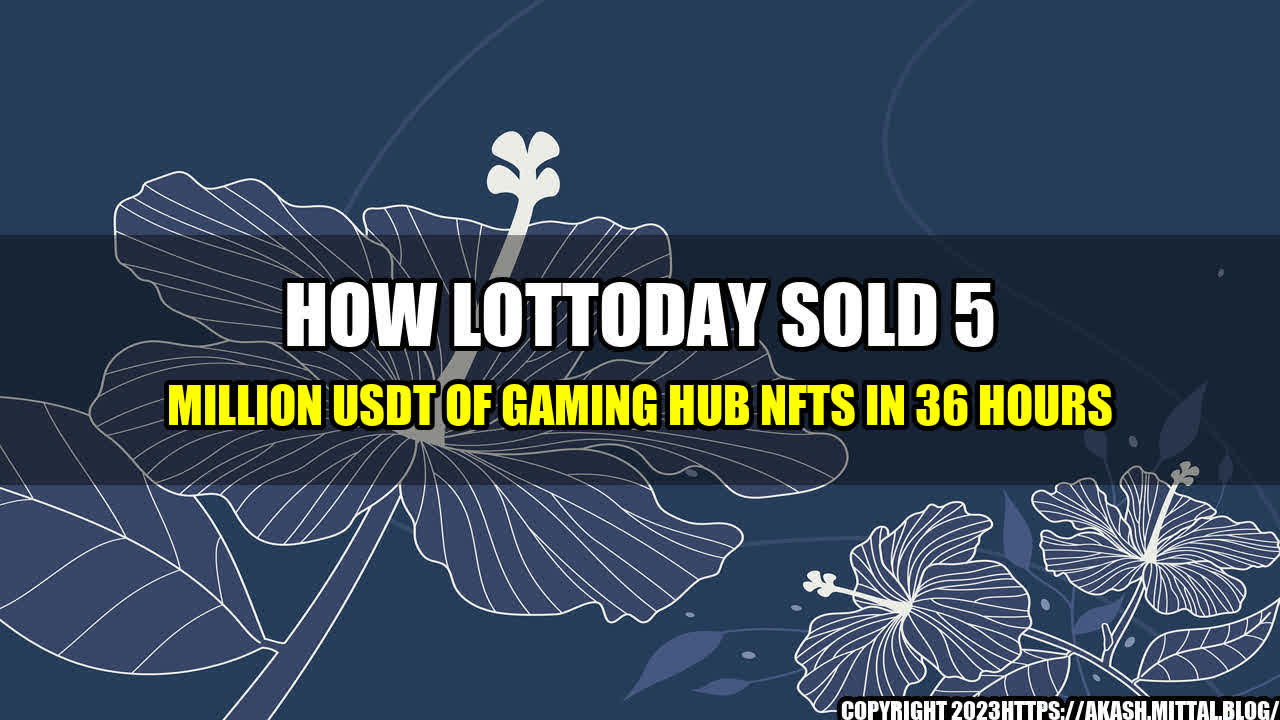 HOW LOTTODAY SOLD 5
MILLION USDT OF GAMING HUB NFTS IN 36 HOURS
COPYRIGHT 2023HTTPS://AKASH.MITTAL.BLOG/